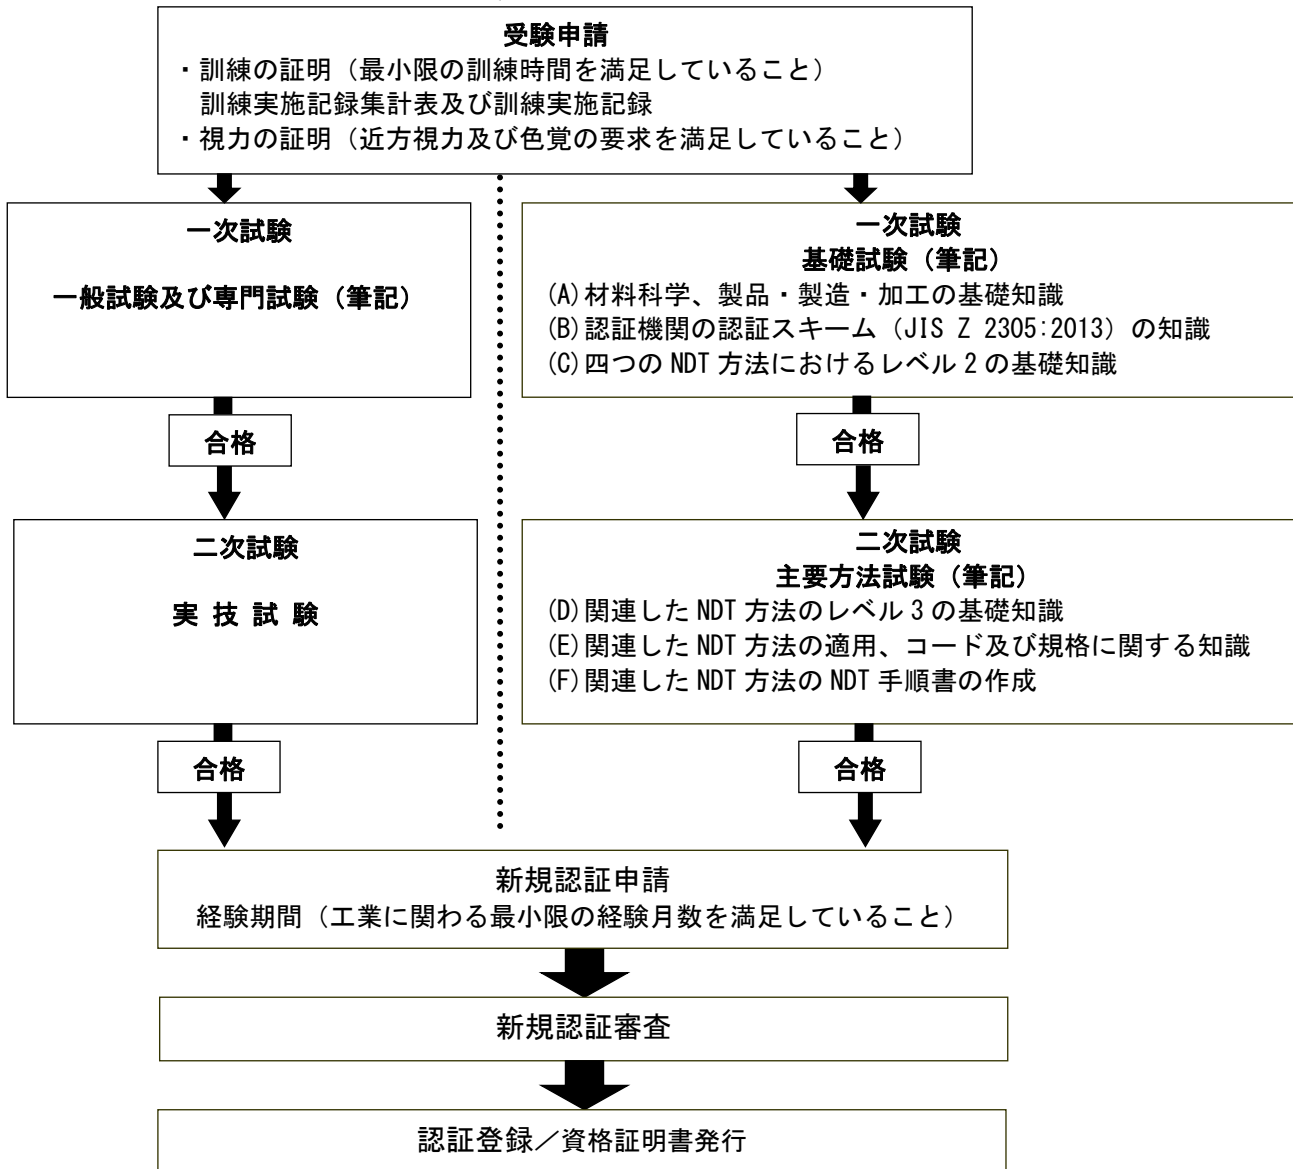 受験申請
・訓練の証明（最小限の訓練時間を満足していること）
訓練実施記録集計表及び訓練実施記録
・視力の証明（近方視力及び色覚の要求を満足していること）
一次試験
一般試験及び専門試験（筆記）
合格
二次試験
実 技 試 験
合格
一次試験
基礎試験（筆記）
(A)材料科学、製品・製造・加工の基礎知識
(B)認証機関の認証スキーム（JIS Z 2305:2013）の知識
(C)四つの NDT 方法におけるレベル 2 の基礎知識
合格
二次試験
主要方法試験（筆記）
(D)関連した NDT 方法のレベル 3 の基礎知識
(E)関連した NDT 方法の適用、コード及び規格に関する知識
(F)関連した NDT 方法の NDT 手順書の作成
合格
新規認証申請
経験期間（工業に関わる最小限の経験月数を満足していること）
新規認証審査
認証登録／資格証明書発行